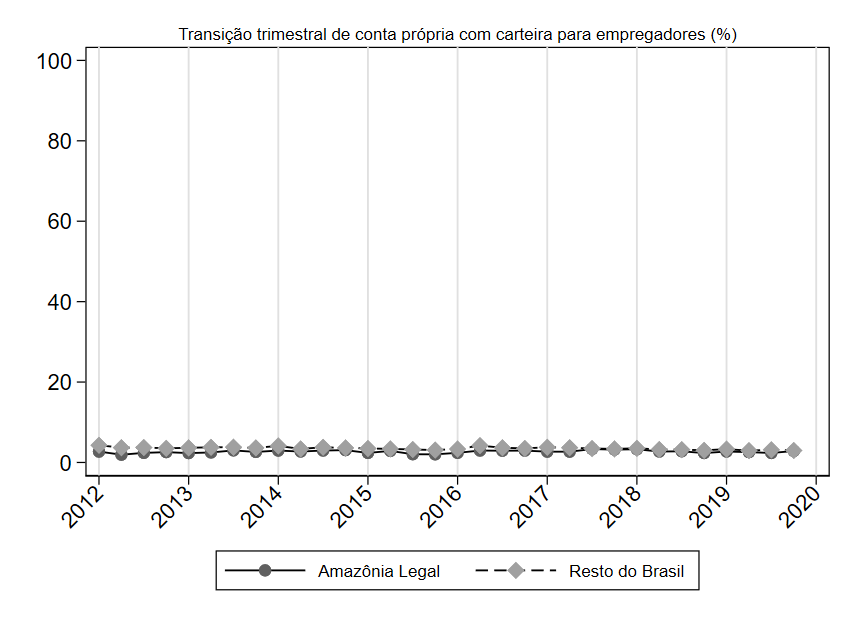 Transição trimestral de conta própria com carteira para empregadores (%)
100
80
60
40
20
0
2012 2013 2014 2015 2016 2017 2018 2019 2020
Amazônia Legal Resto do Brasil